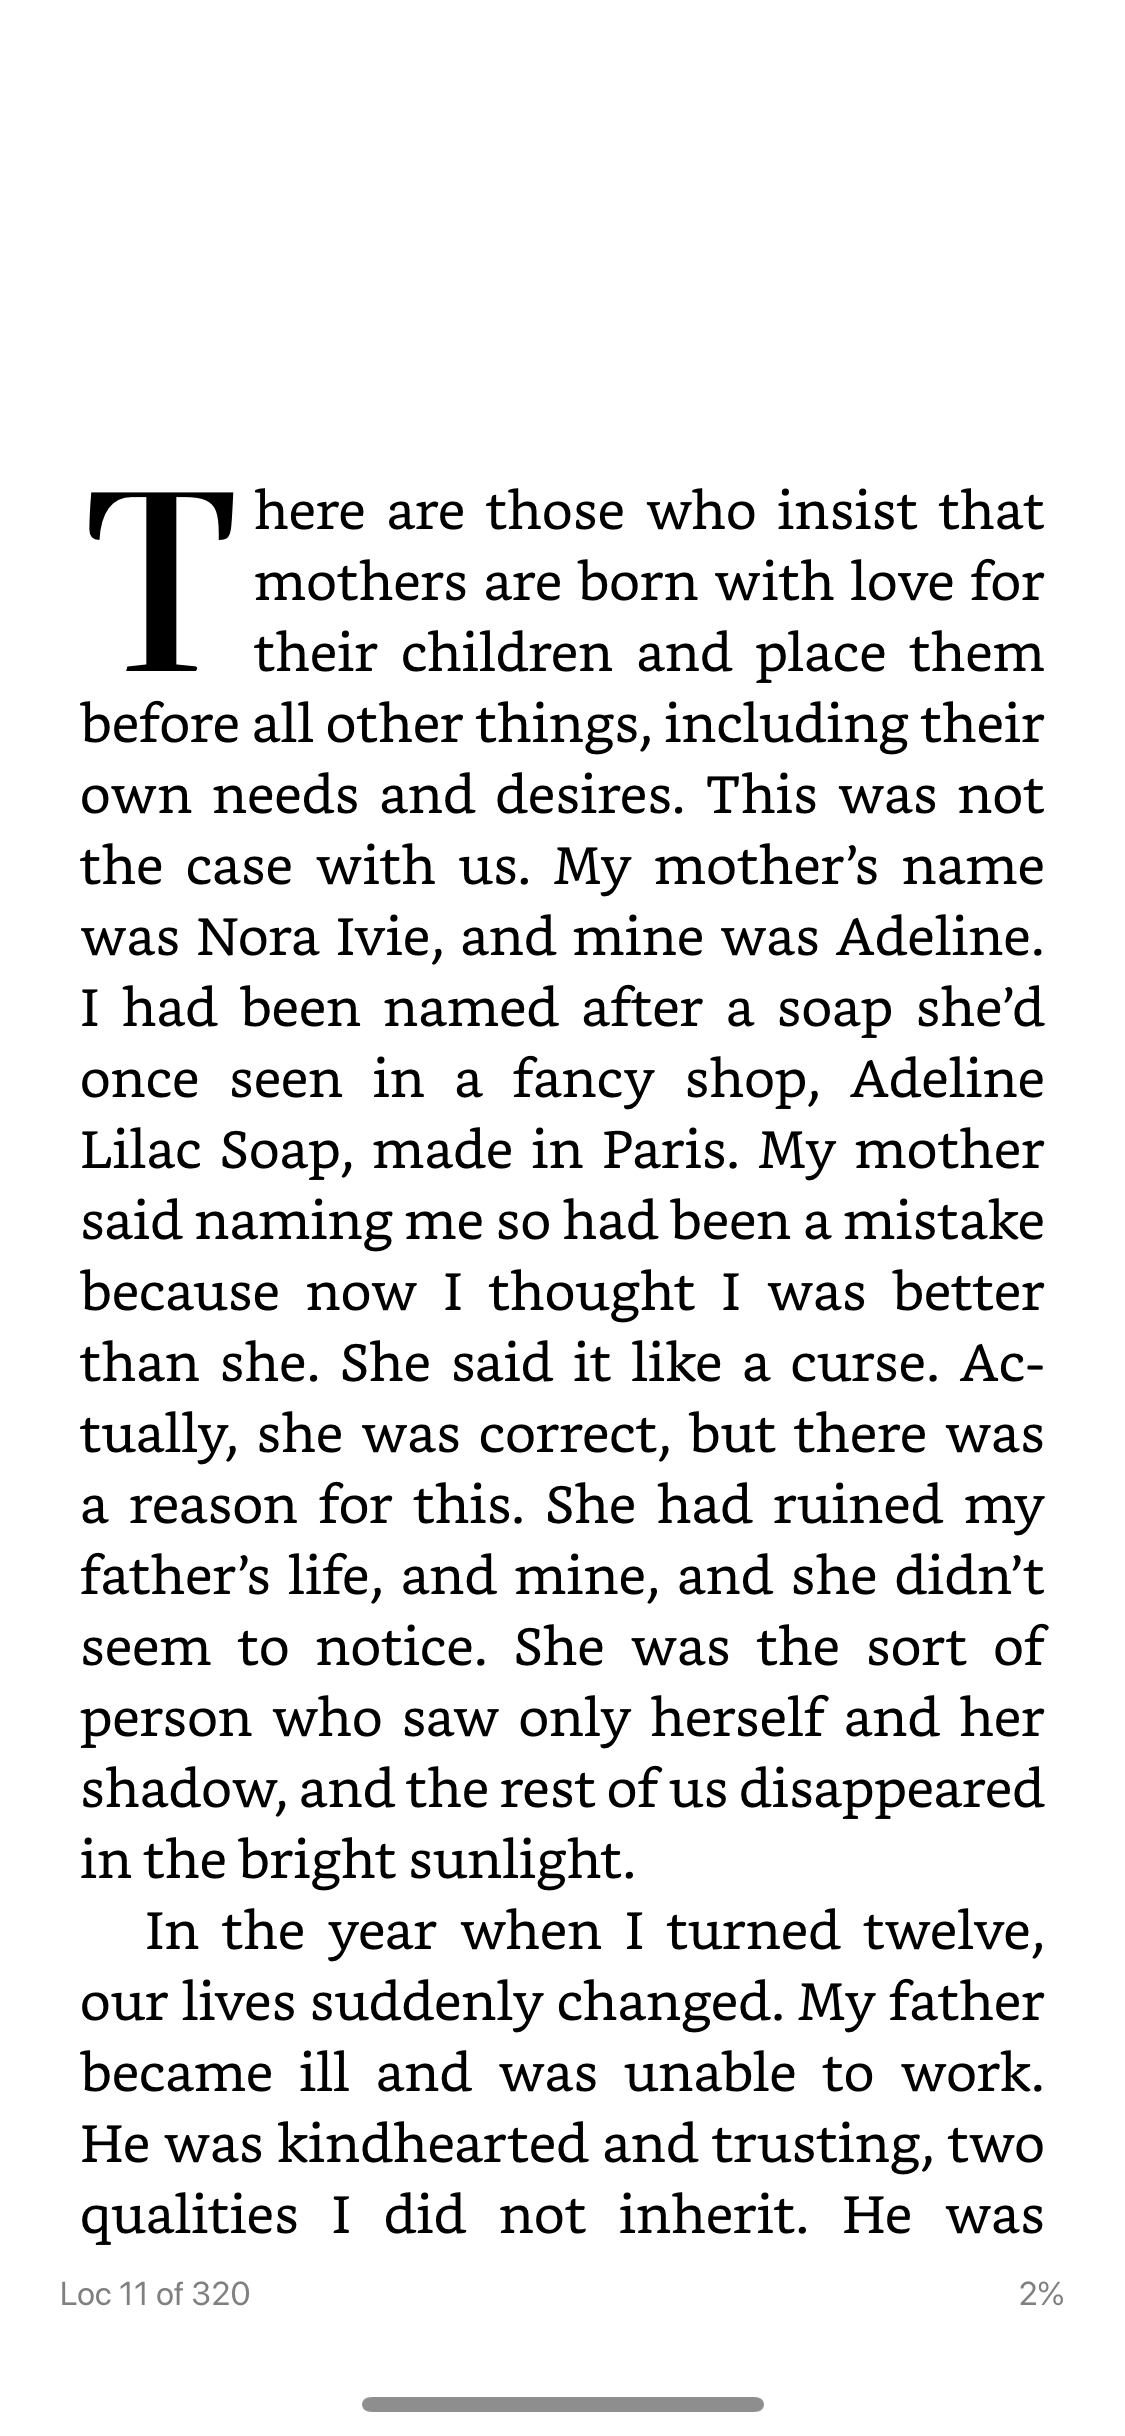 There are those who insist that
mothers are born with love for
their children and place them
before all other things, including their
own needs and desires. This was not
the case with us. My mother’s name
was Nora Ivie, and mine was Adeline.
I had been named after a soap she’d
once seen in a fancy shop, Adeline
Lilac Soap, made in Paris. My mother
said naming me so had been a mistake
because now I thought I was better
than she. She said it like a curse. Ac-
tually, she was correct, but there was
a reason for this. She had ruined my
father’s life, and mine, and she didn’t
seem to notice. She was the sort of
person who saw only herself and her
shadow, and the rest of us disappeared
in the bright sunlight.
In the year when I turned twelve,
our lives suddenly changed. My father
became ill and was unable to work.
He was kindhearted and trusting, two
qualities I did not inherit. He was
Loc 11 of 320 2%